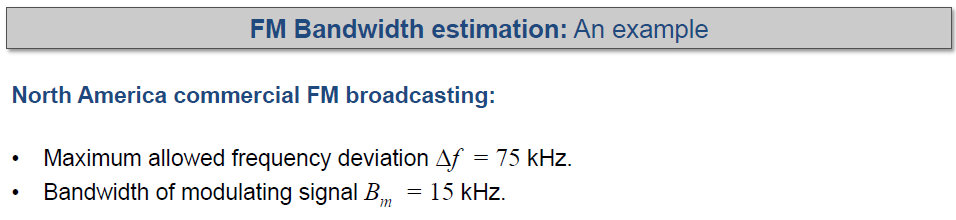 FM Bandwidth estimation: An example
North America commercial FM broadcasting:
• Maximum allowed frequency deviation Δf = 75 kHz.
• Bandwidth of modulating signal Bₘ = 15 kHz.